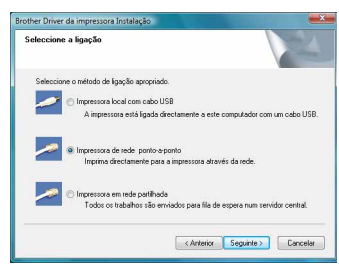 Brother Driver da impressora Instalação
Seleccione a ligação
Seleccione o método de ligação apropriado.
Impressora local com cabo USB
A impressora está ligada directamente a este computador com um cabo USB.
Impressora de rede ponto-a-ponto
Imprima directamente para a impressora através da rede.
Impressora em rede partilhada
Todos os trabalhos são enviados para fila de espera num servidor central.
< Anterior
Seguinte >
Cancelar